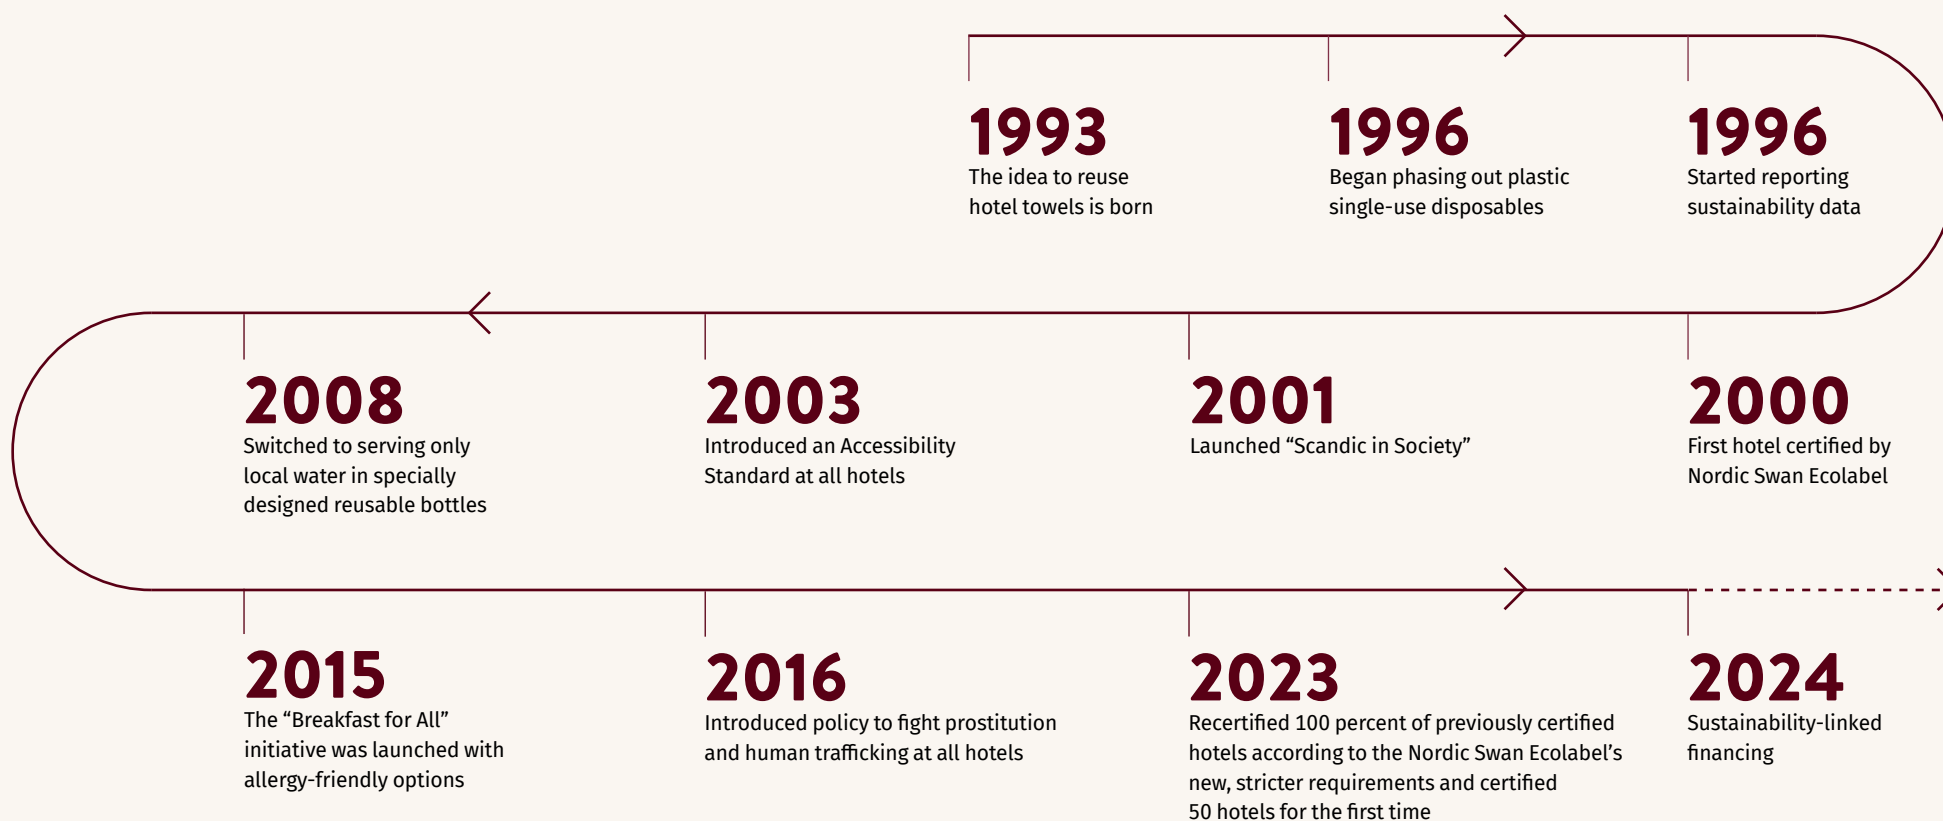 1993
The idea to reuse
hotel towels is born
1996
Began phasing out plastic
single-use disposables
1996
Started reporting
sustainability data
2000
First hotel certified by
Nordic Swan Ecolabel
2001
Launched “Scandic in Society”
2003
Introduced an Accessibility
Standard at all hotels
2008
Switched to serving only
local water in specially
designed reusable bottles
2015
The “Breakfast for All”
initiative was launched with
allergy-friendly options
2016
Introduced policy to fight prostitution
and human trafficking at all hotels
2023
Recertified 100 percent of previously certified
hotels according to the Nordic Swan Ecolabel’s
new, stricter requirements and certified
50 hotels for the first time
2024
Sustainability-linked
financing